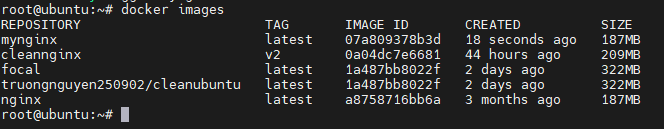 root@ubuntu:~# docker images
REPOSITORY TAG IMAGE ID CREATED SIZE
mynginx latest 07a809378b3d 18 seconds ago 187MB
cleannginx v2 0a04dc7e6681 44 hours ago 209MB
focal latest 1a487bb8022f 2 days ago 322MB
truongnguyen250902/cleanubuntu latest 1a487bb8022f 2 days ago 322MB
nginx latest a8758716bb6a 3 months ago 187MB
root@ubuntu:~#